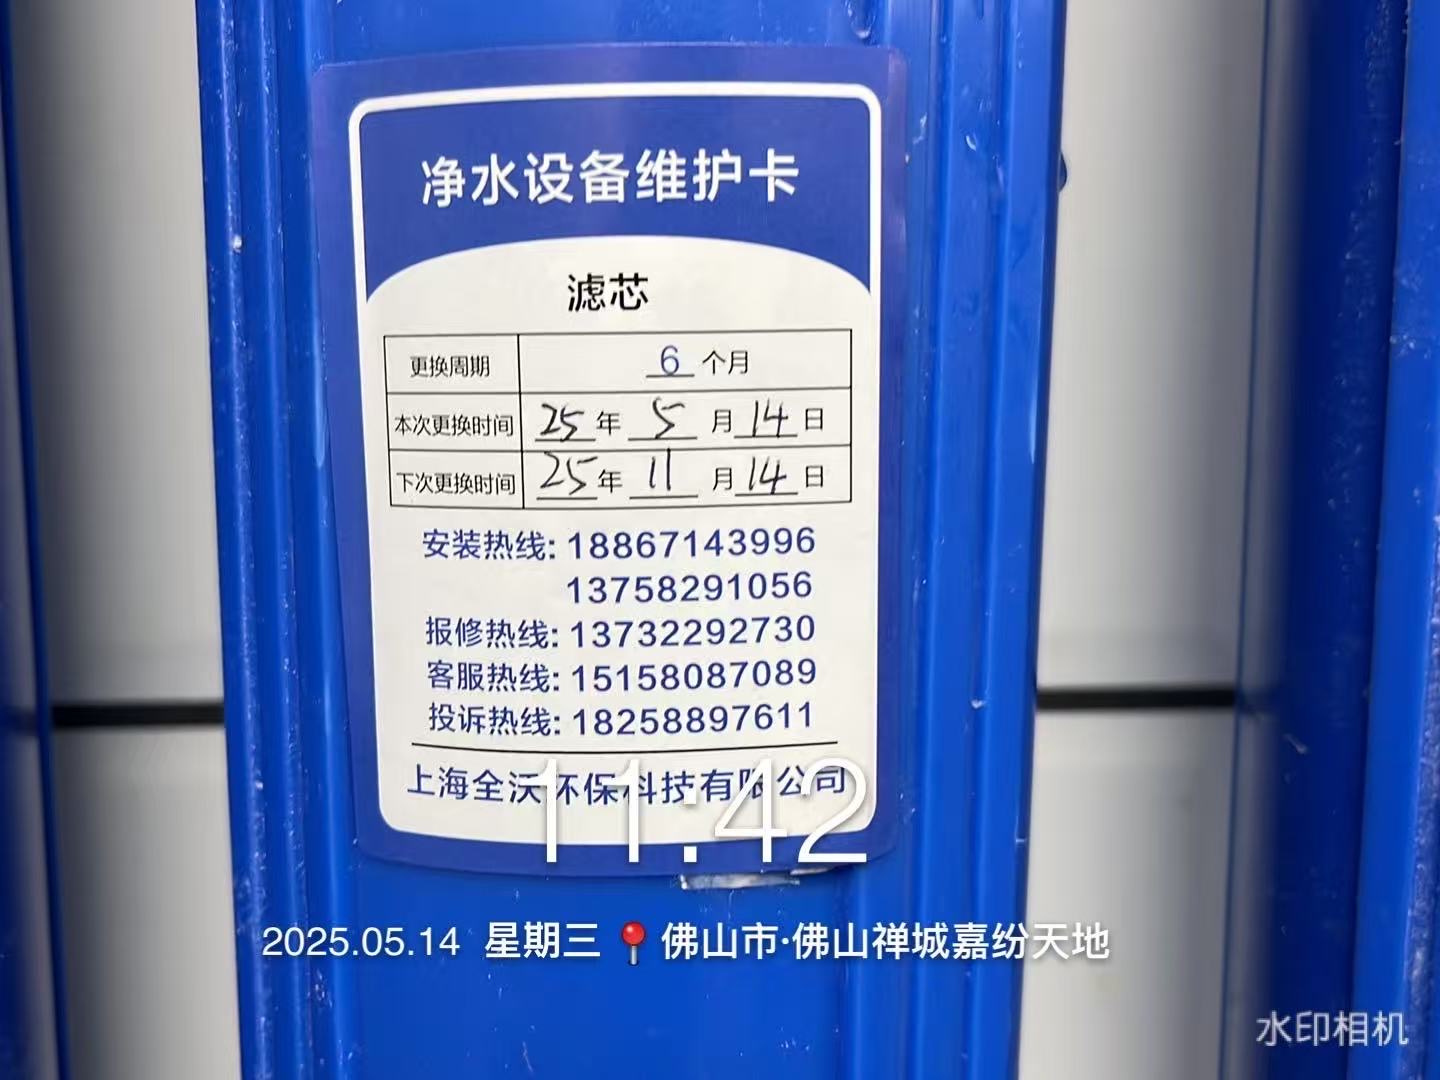 净水设备维护卡
滤芯
更换周期 6 个月
本次更换时间 25 年 5 月 14 日
下次更换时间 25 年 11 月 14 日
安装热线: 18867143996
13758291056
报修热线: 13732292730
客服热线: 15158087089
投诉热线: 18258897611
上海全沃环保科技有限公司
11:42
2025.05.14 星期三 佛山市·佛山禅城嘉纷天地
水印相机